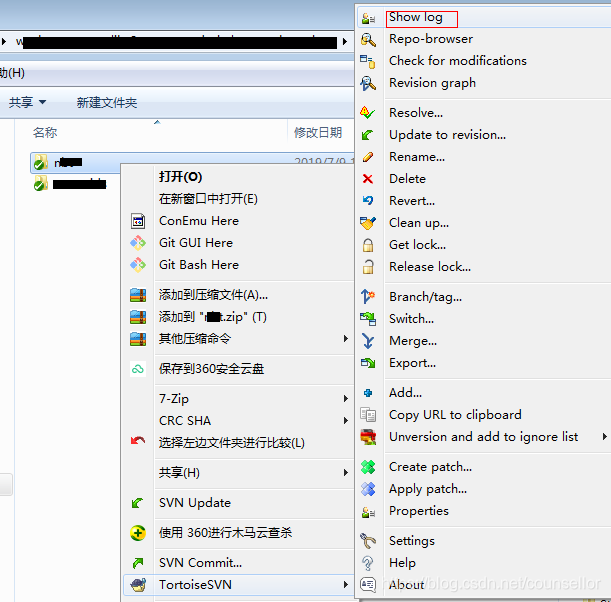 Show log
Repo-browser
Check for modifications
Revision graph
Resolve...
Update to revision...
Rename...
Delete
Revert...
Clean up...
Get lock...
Release lock...
Branch/tag...
Switch...
Merge...
Export...
Add...
Copy URL to clipboard
Unversion and add to ignore list
Create patch...
Apply patch...
Properties
Settings
Help
About
助(H)
共享
新建文件夹
名称
修改日期
2019/7/9 1
打开(O)
在新窗口中打开(E)
ConEmu Here
Git GUI Here
Git Bash Here
添加到压缩文件(A)...
添加到 ".zip" (T)
其他压缩命令
保存到360安全云盘
7-Zip
CRC SHA
选择左边文件夹进行比较(L)
共享(H)
SVN Update
使用 360进行木马云查杀
SVN Commit...
TortoiseSVN
https://blog.csdn.net/counsellor